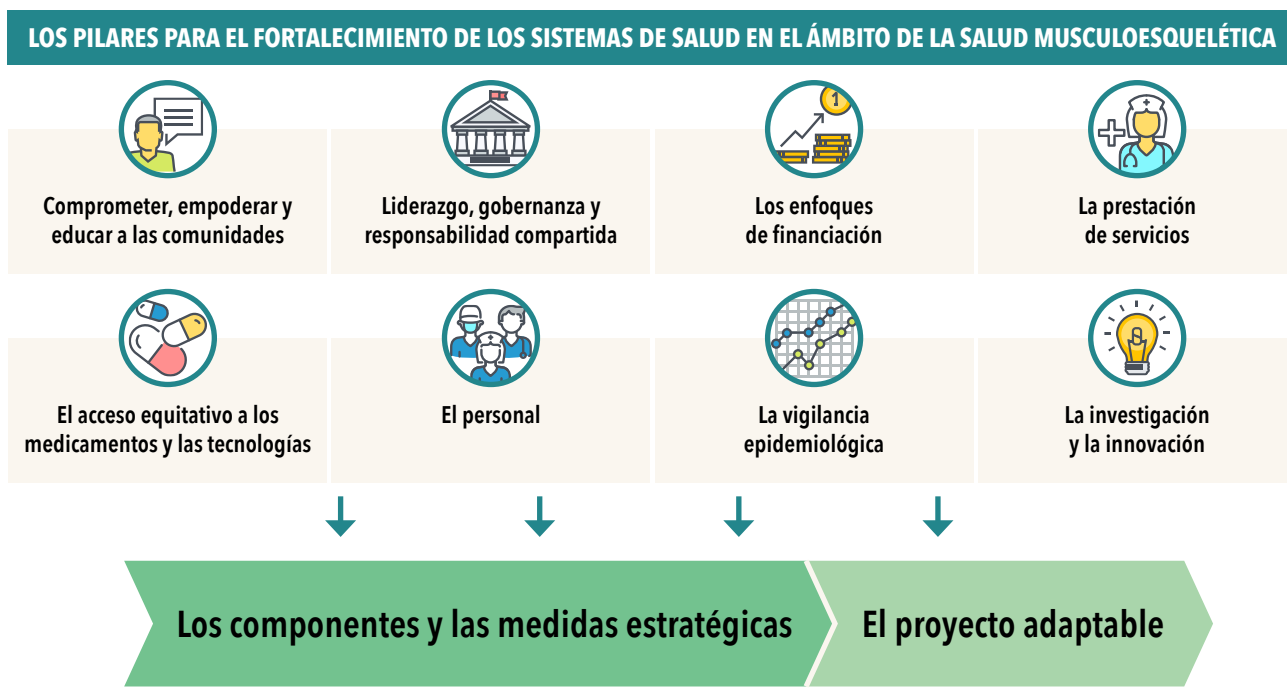 LOS PILARES PARA EL FORTALECIMIENTO DE LOS SISTEMAS DE SALUD EN EL ÁMBITO DE LA SALUD MUSCULOESQUELÉTICA
1
Comprometer, empoderar y
educar a las comunidades
Liderazgo, gobernanza y
responsabilidad compartida
Los enfoques
de financiación
La prestación
de servicios
El acceso equitativo a los
medicamentos y las tecnologías
El personal
La vigilancia
epidemiológica
La investigación
y la innovación
Los componentes y las medidas estratégicas
El proyecto adaptable